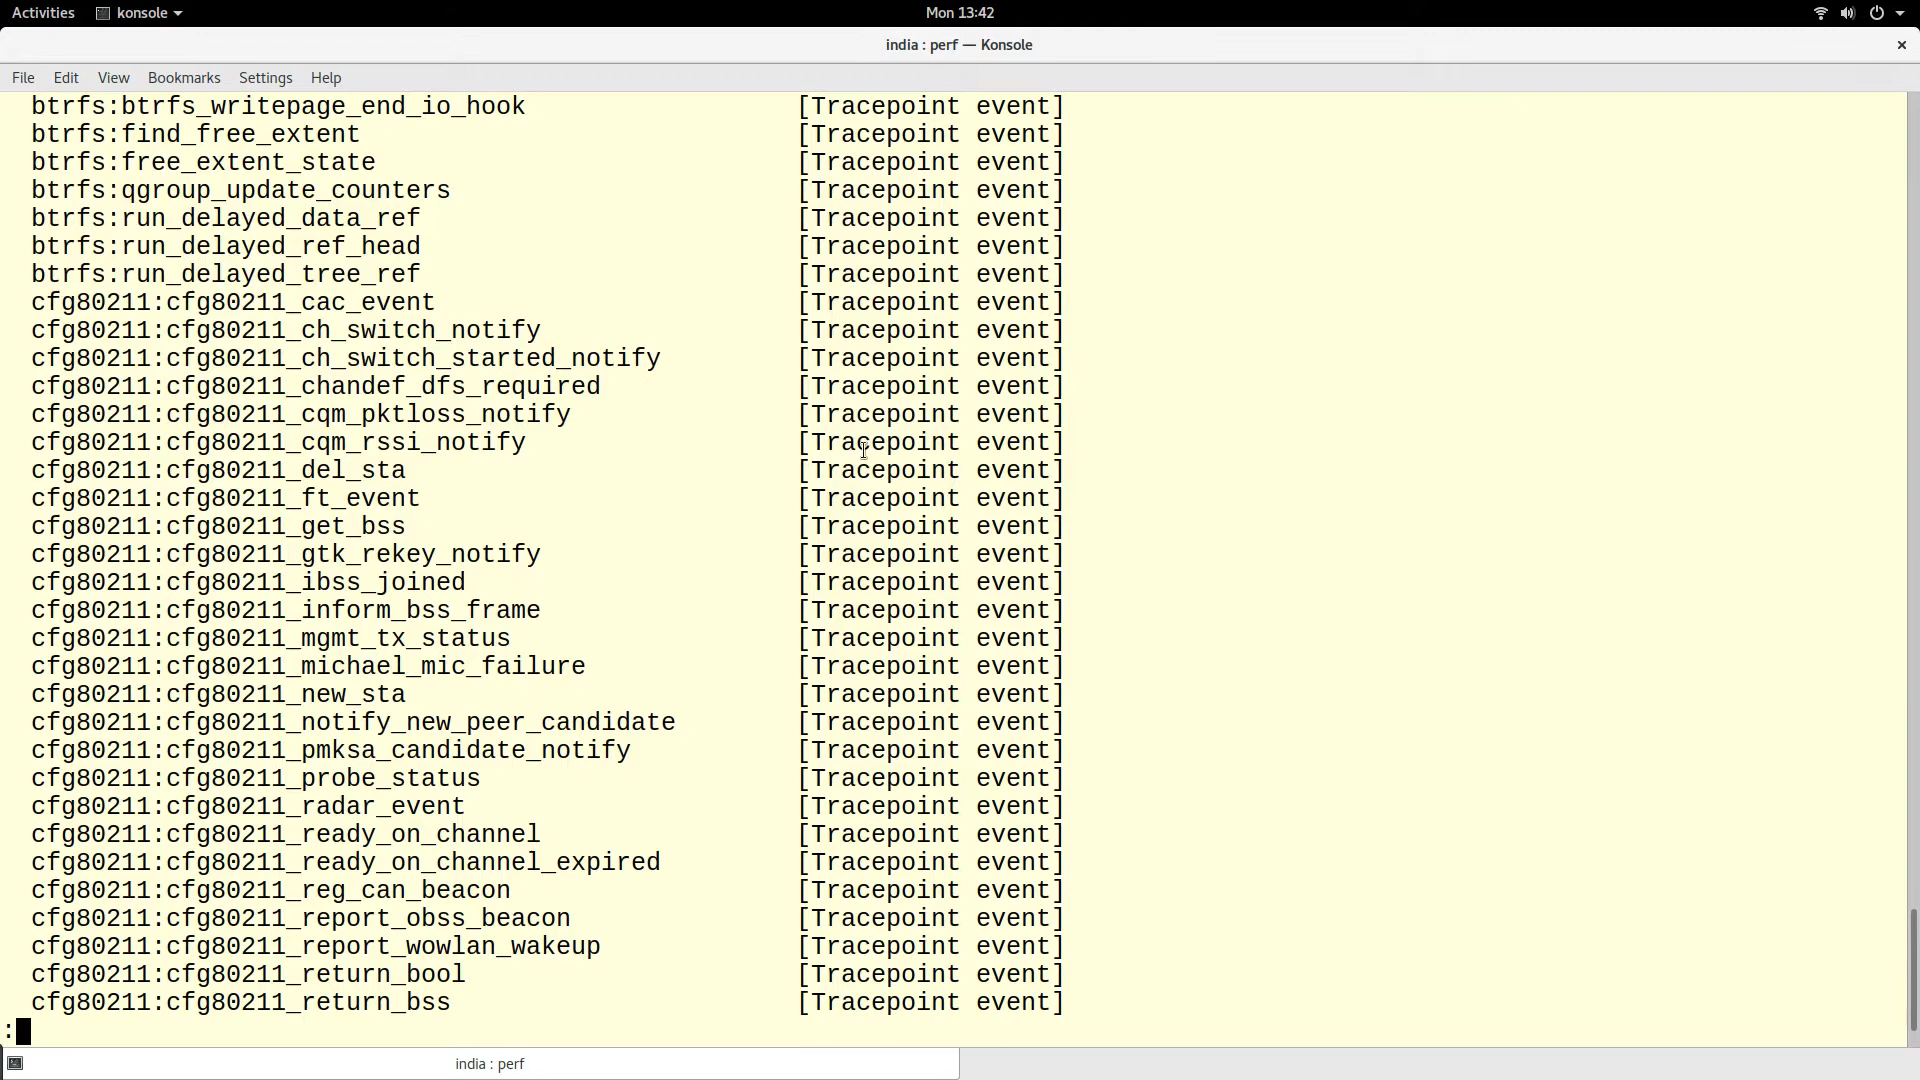 Activities konsole Mon 13:42
india : perf — Konsole ×
File Edit View Bookmarks Settings Help
btrfs:btrfs_writepage_end_io_hook [Tracepoint event]
btrfs:find_free_extent [Tracepoint event]
btrfs:free_extent_state [Tracepoint event]
btrfs:qgroup_update_counters [Tracepoint event]
btrfs:run_delayed_data_ref [Tracepoint event]
btrfs:run_delayed_ref_head [Tracepoint event]
btrfs:run_delayed_tree_ref [Tracepoint event]
cfg80211:cfg80211_cac_event [Tracepoint event]
cfg80211:cfg80211_ch_switch_notify [Tracepoint event]
cfg80211:cfg80211_ch_switch_started_notify [Tracepoint event]
cfg80211:cfg80211_chandef_dfs_required [Tracepoint event]
cfg80211:cfg80211_cqm_pktloss_notify [Tracepoint event]
cfg80211:cfg80211_cqm_rssi_notify [Tracepoint event]
cfg80211:cfg80211_del_sta [Tracepoint event]
cfg80211:cfg80211_ft_event [Tracepoint event]
cfg80211:cfg80211_get_bss [Tracepoint event]
cfg80211:cfg80211_gtk_rekey_notify [Tracepoint event]
cfg80211:cfg80211_ibss_joined [Tracepoint event]
cfg80211:cfg80211_inform_bss_frame [Tracepoint event]
cfg80211:cfg80211_mgmt_tx_status [Tracepoint event]
cfg80211:cfg80211_michael_mic_failure [Tracepoint event]
cfg80211:cfg80211_new_sta [Tracepoint event]
cfg80211:cfg80211_notify_new_peer_candidate [Tracepoint event]
cfg80211:cfg80211_pmksa_candidate_notify [Tracepoint event]
cfg80211:cfg80211_probe_status [Tracepoint event]
cfg80211:cfg80211_radar_event [Tracepoint event]
cfg80211:cfg80211_ready_on_channel [Tracepoint event]
cfg80211:cfg80211_ready_on_channel_expired [Tracepoint event]
cfg80211:cfg80211_reg_can_beacon [Tracepoint event]
cfg80211:cfg80211_report_obss_beacon [Tracepoint event]
cfg80211:cfg80211_report_wowlan_wakeup [Tracepoint event]
cfg80211:cfg80211_return_bool [Tracepoint event]
cfg80211:cfg80211_return_bss [Tracepoint event]
:
india : perf